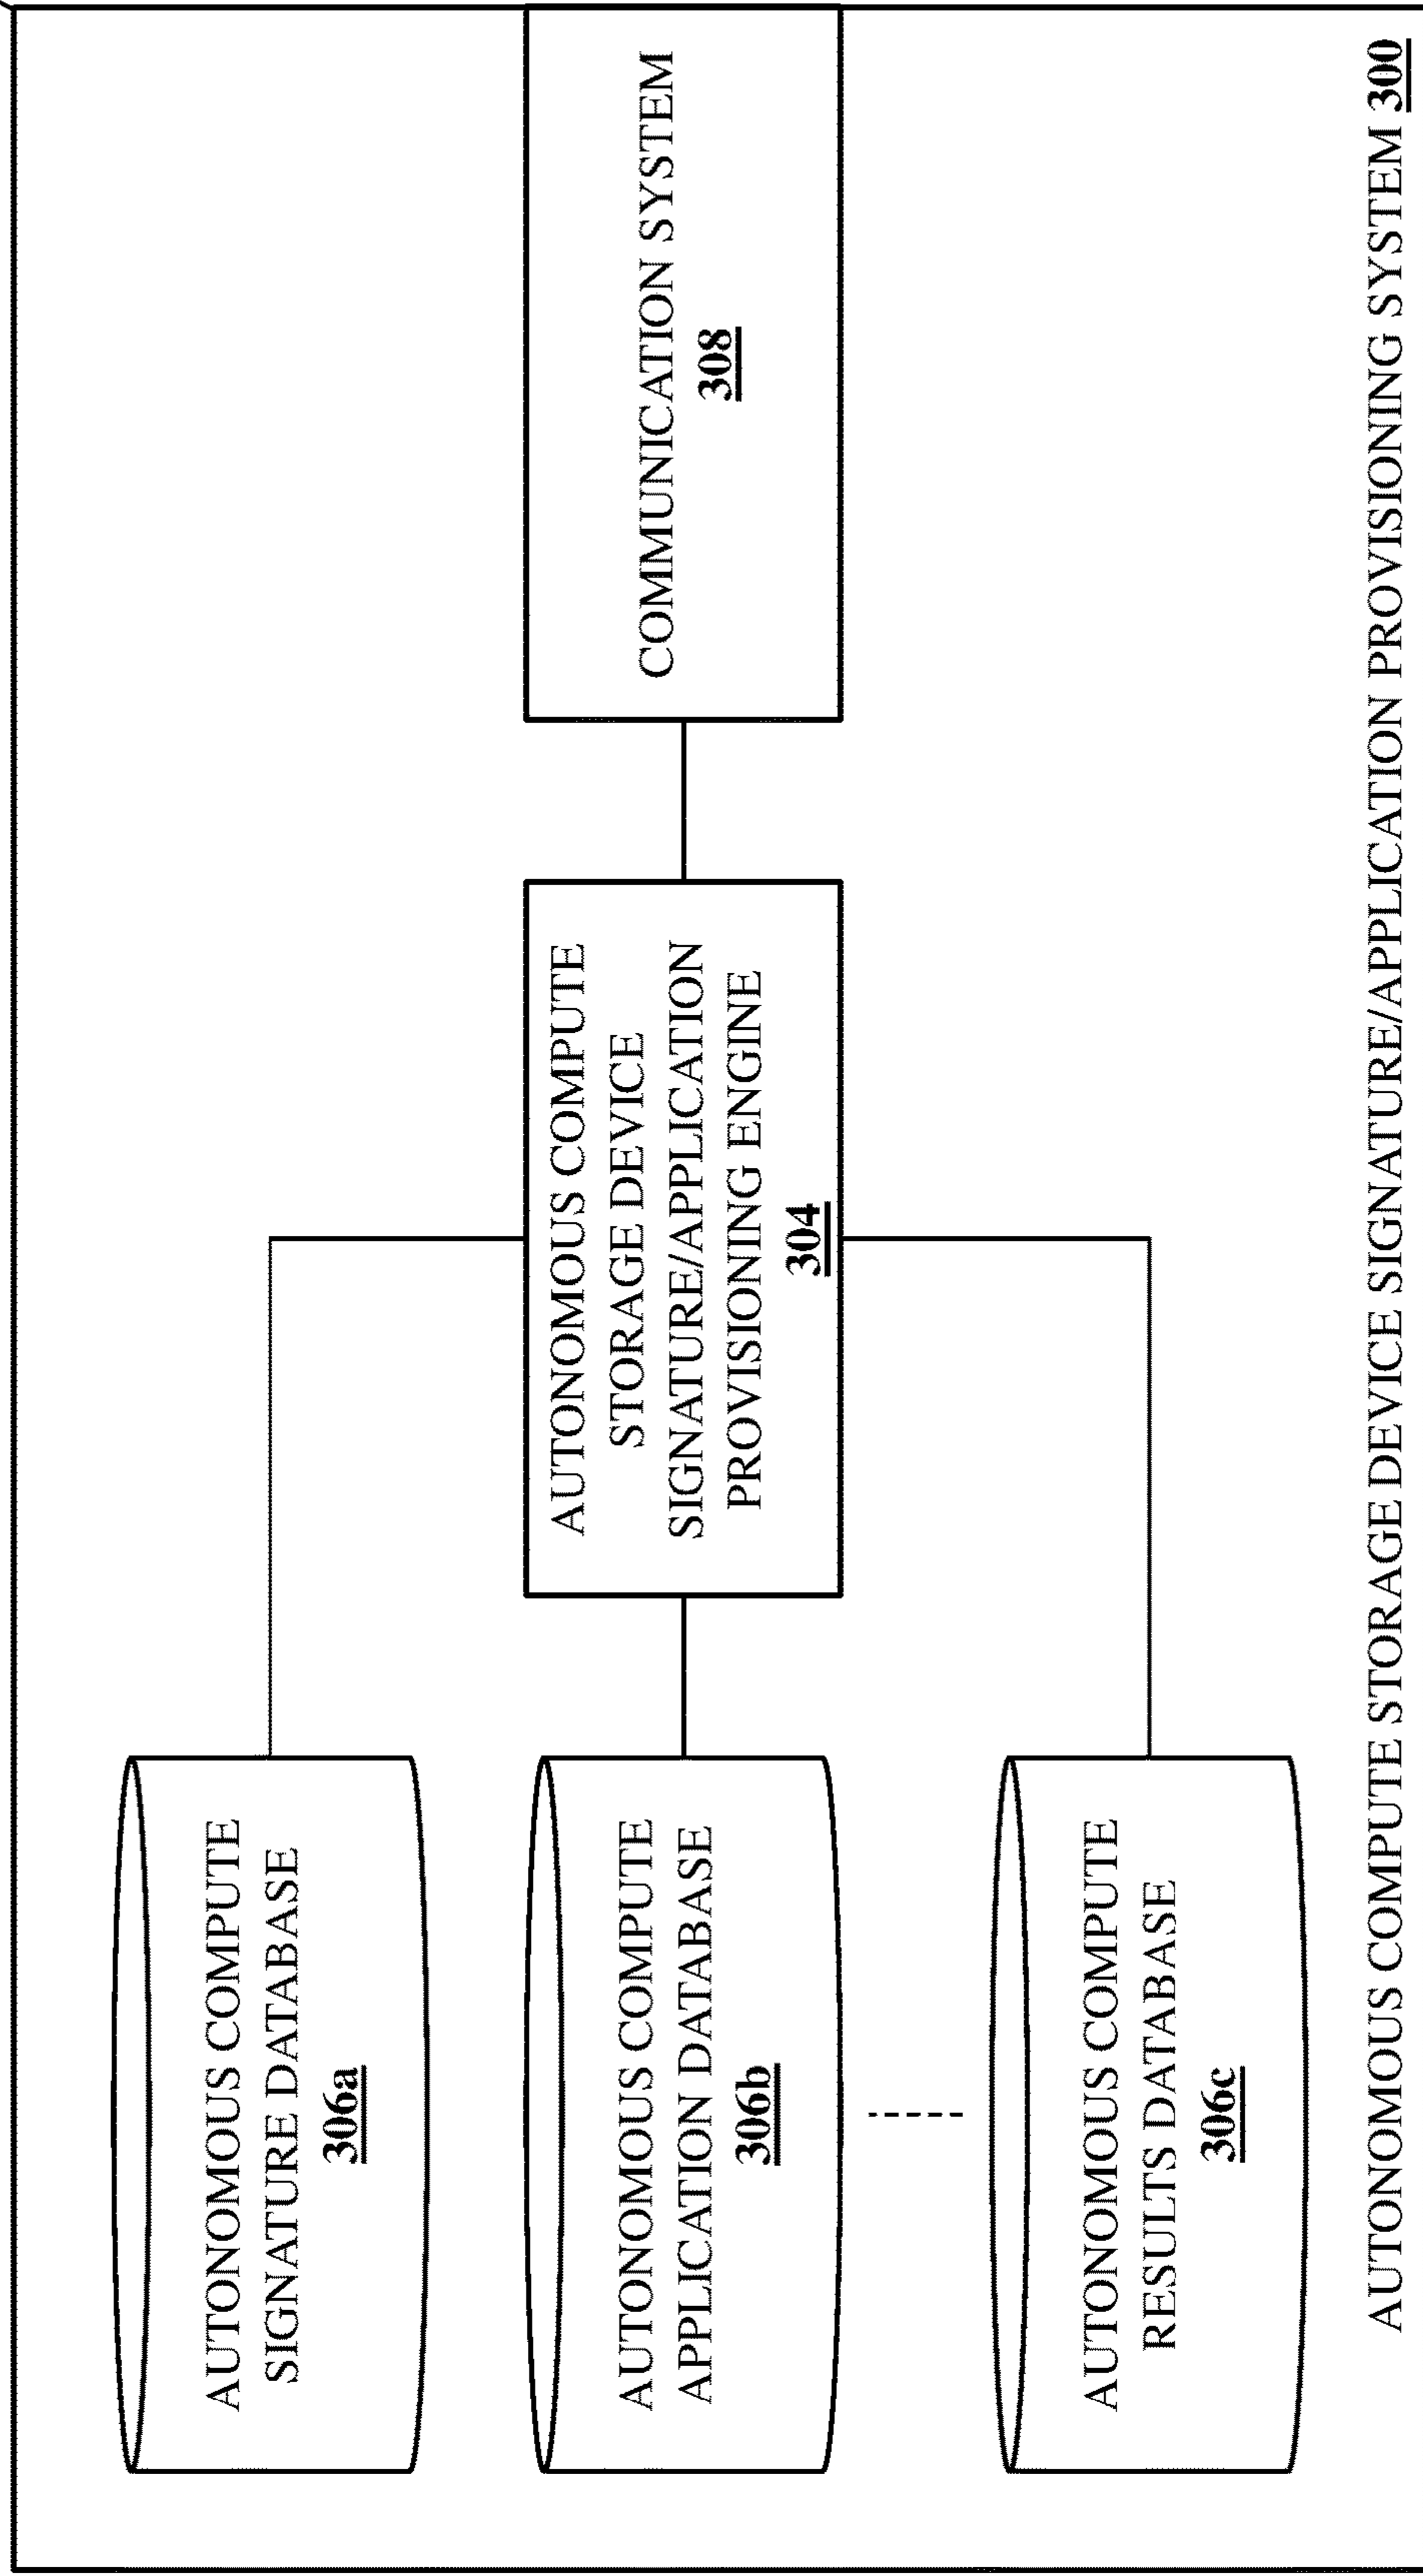 AUTONOMOUS COMPUTE
SIGNATURE DATABASE
306a
AUTONOMOUS COMPUTE
APPLICATION DATABASE
306b
AUTONOMOUS COMPUTE
RESULTS DATABASE
306c
AUTONOMOUS COMPUTE
STORAGE DEVICE
SIGNATURE/APPLICATION
PROVISIONING ENGINE
304
COMMUNICATION SYSTEM
308
AUTONOMOUS COMPUTE STORAGE DEVICE SIGNATURE/APPLICATION PROVISIONING SYSTEM 300